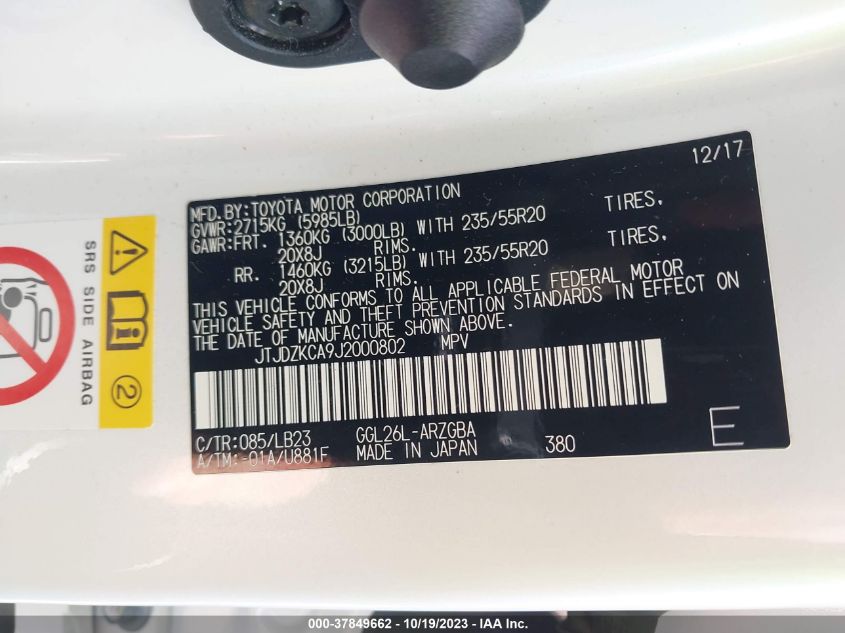 12/17
MFD.BY:TOYOTA MOTOR CORPORATION
GVWR:2715KG (5985LB)
GAWR:FRT. 1360KG (3000LB) WITH 235/55R20 TIRES,
20X8J RIMS.
RR. 1460KG (3215LB) WITH 235/55R20 TIRES,
20X8J RIMS.
THIS VEHICLE CONFORMS TO ALL APPLICABLE FEDERAL MOTOR
VEHICLE SAFETY AND THEFT PREVENTION STANDARDS IN EFFECT ON
THE DATE OF MANUFACTURE SHOWN ABOVE.
JTJDZKCA9J2000802 MPV
C/TR:085/LB23 GGL26L-ARZGBA
A/TM:-01A/U881F MADE IN JAPAN 380
E
SRS SIDE AIRBAG
2
000-37849662 - 10/19/2023 - IAA Inc.